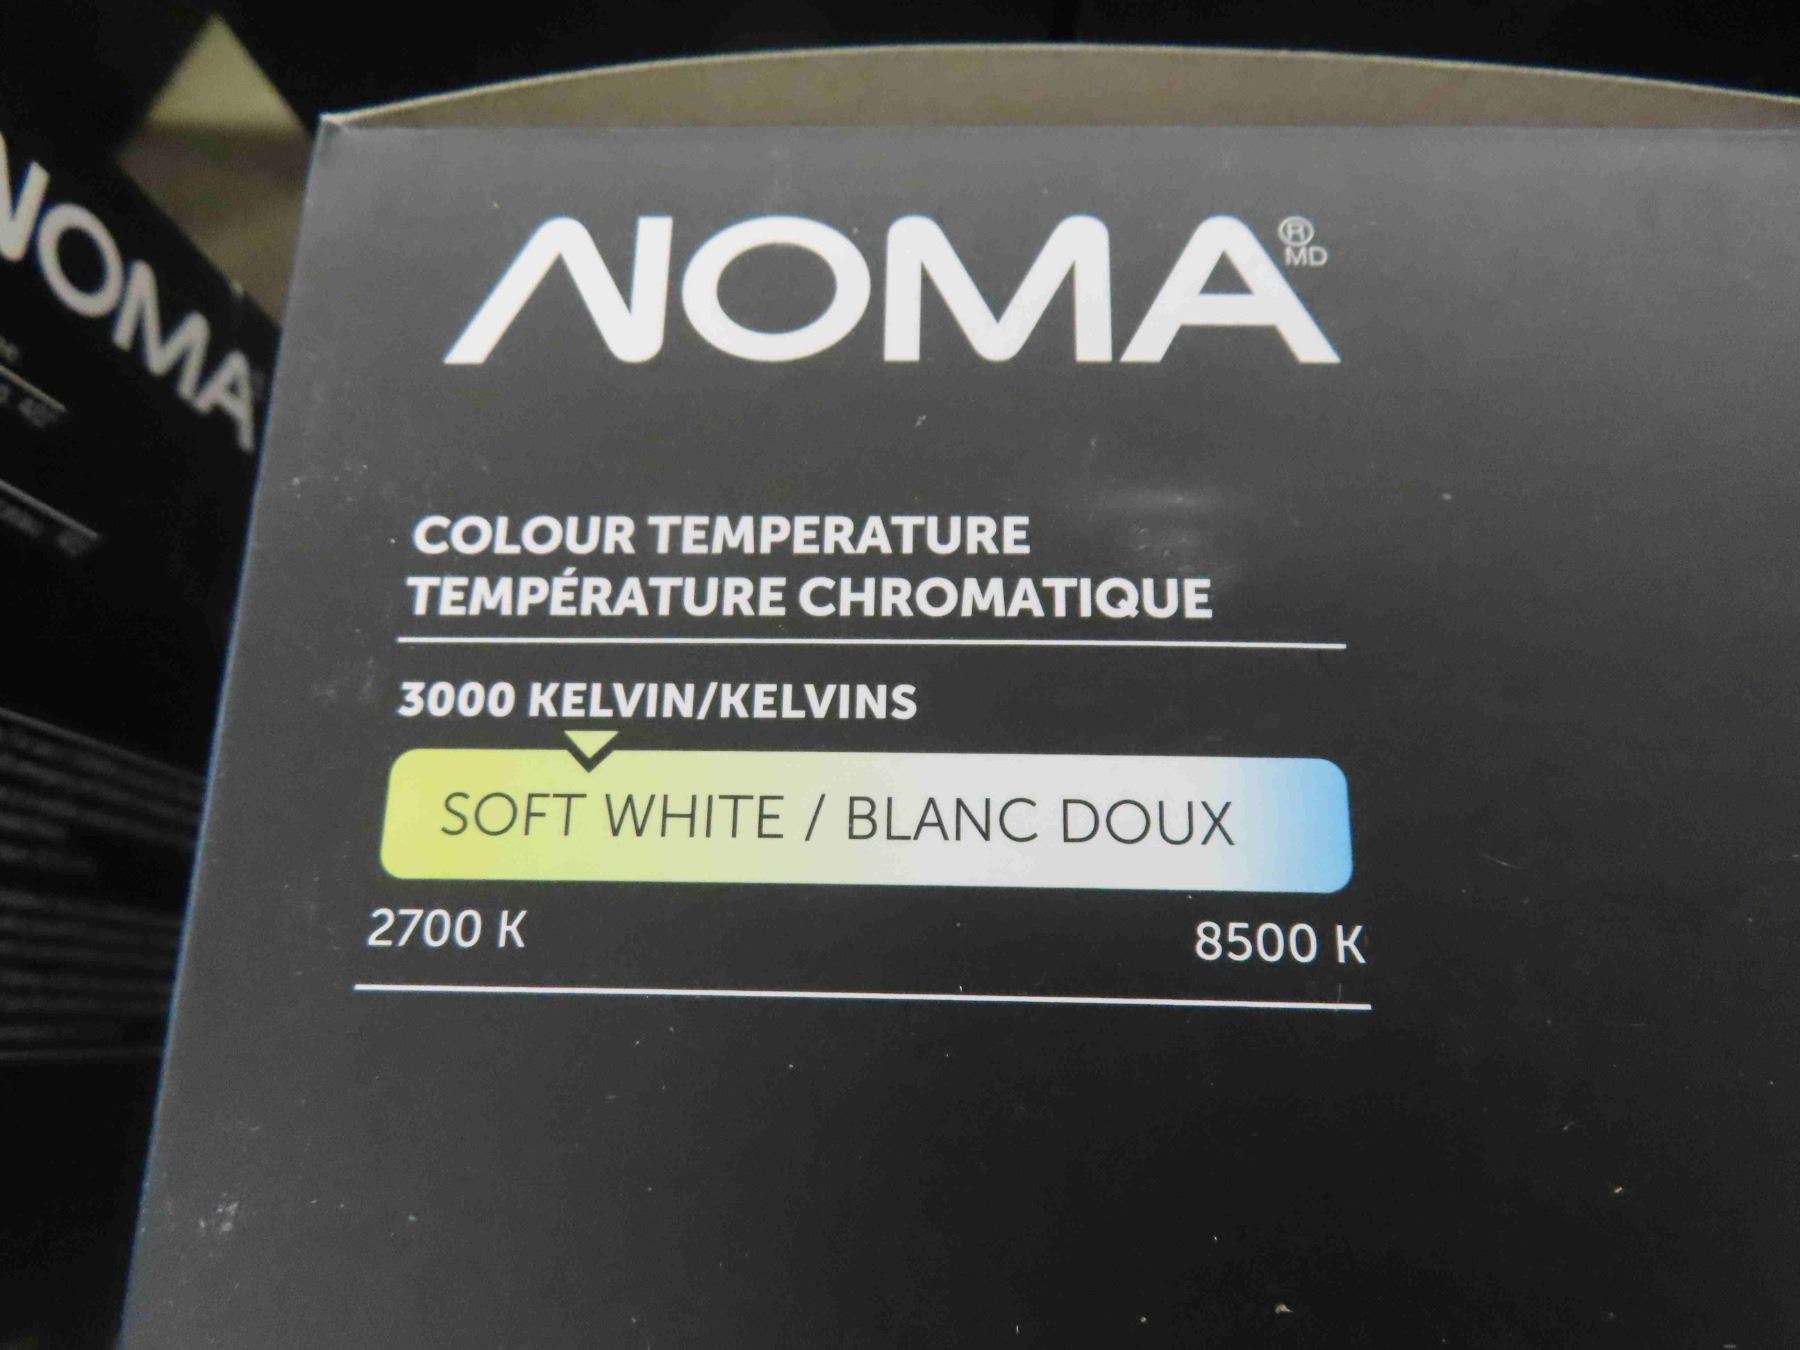 NOMA
NOMA ® MD
COLOUR TEMPERATURE
TEMPÉRATURE CHROMATIQUE
3000 KELVIN/KELVINS
SOFT WHITE / BLANC DOUX
2700 K
8500 K